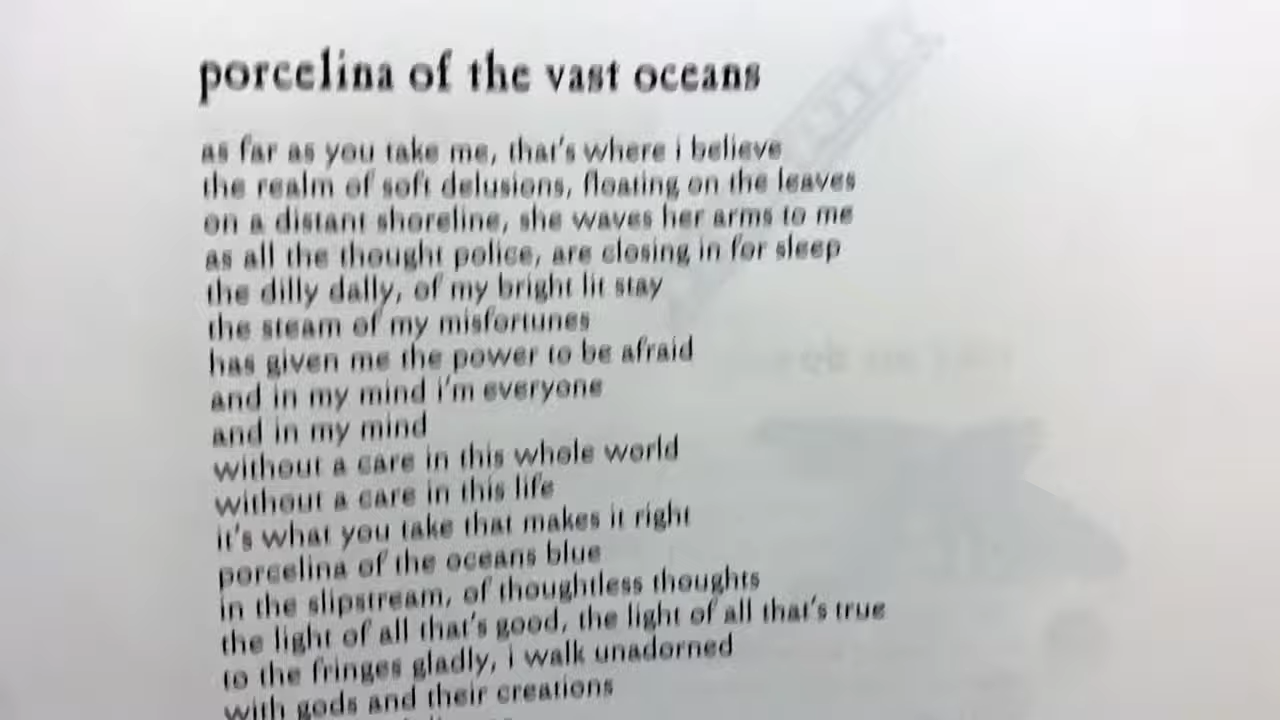 porcelina of the vast oceans
as far as you take me, that's where i believe
the realm of soft delusions, floating on the leaves
on a distant shoreline, she waves her arms to me
as all the thought police, are closing in for sleep
the dilly dally, of my bright lit stay
the steam of my misfortunes
has given me the power to be afraid
and in my mind i'm everyone
and in my mind
without a care in this whole world
without a care in this life
it's what you take that makes it right
porcelina of the oceans blue
in the slipstream, of thoughtless thoughts
the light of all that's good, the light of all that's true
to the fringes gladly, i walk unadorned
with gods and their creations